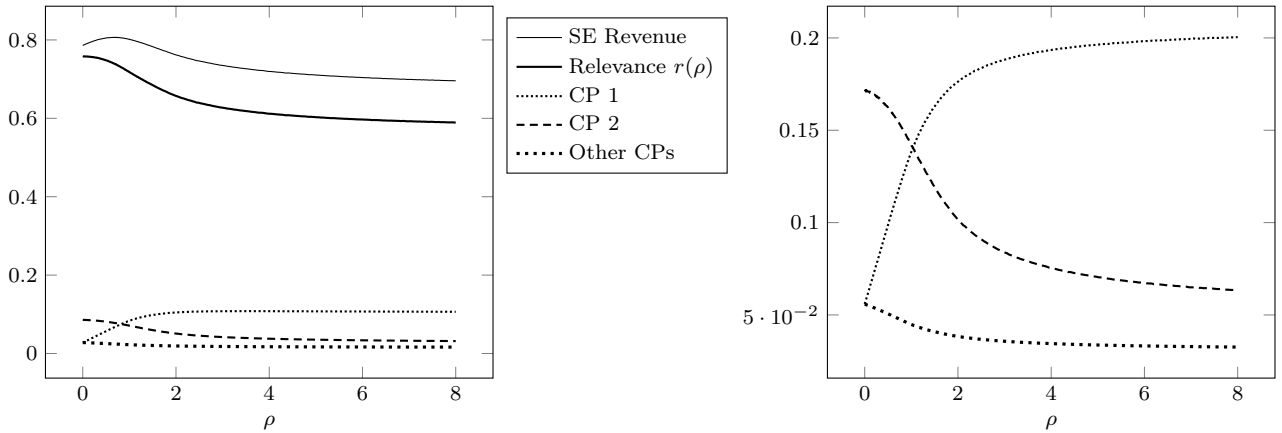 0.8
0.6
0.4
0.2
0
0 2 4 6 8
ρ
SE Revenue
Relevance r(ρ)
CP 1
CP 2
Other CPs
0.2
0.15
0.1
5 · 10⁻²
0 2 4 6 8
ρ